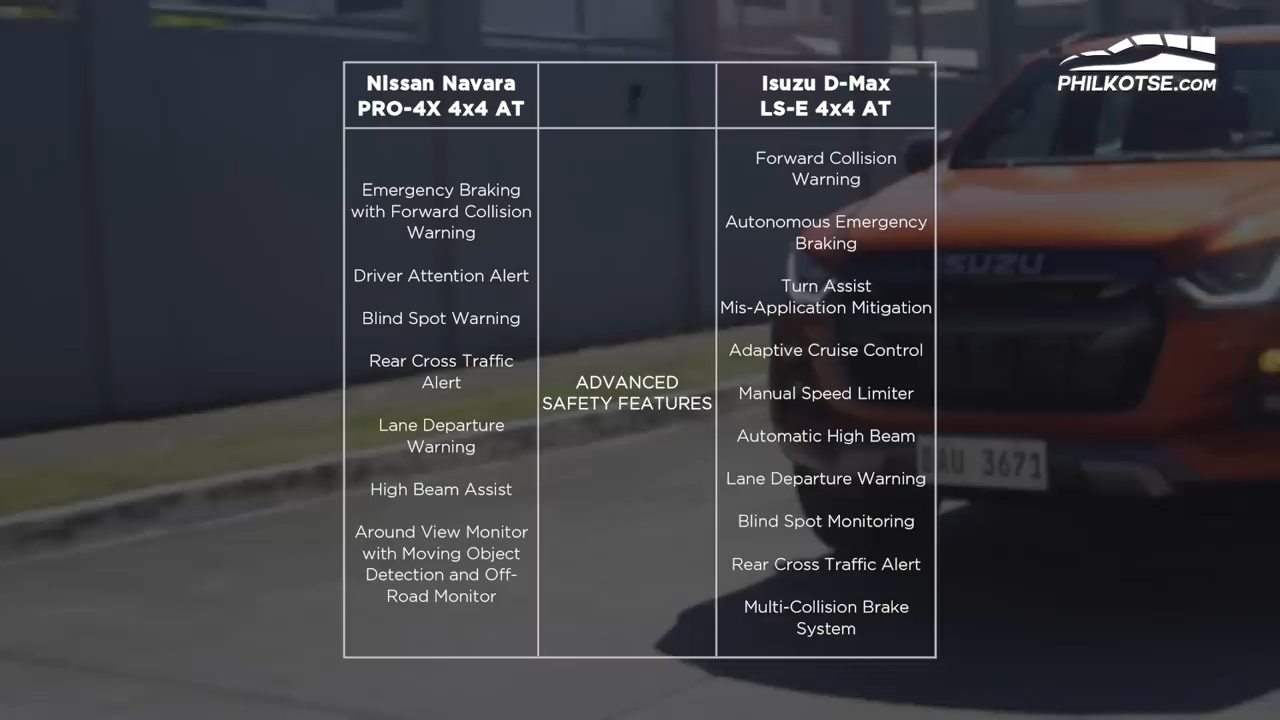 PHILKOTSE.COM
Nissan Navara
PRO-4X 4x4 AT
Isuzu D-Max
LS-E 4x4 AT
Emergency Braking
with Forward Collision
Warning
Driver Attention Alert
Blind Spot Warning
Rear Cross Traffic
Alert
Lane Departure
Warning
High Beam Assist
Around View Monitor
with Moving Object
Detection and Off-
Road Monitor
ADVANCED
SAFETY FEATURES
Forward Collision
Warning
Autonomous Emergency
Braking
Turn Assist
Mis-Application Mitigation
Adaptive Cruise Control
Manual Speed Limiter
Automatic High Beam
Lane Departure Warning
Blind Spot Monitoring
Rear Cross Traffic Alert
Multi-Collision Brake
System
ISUZU
3671